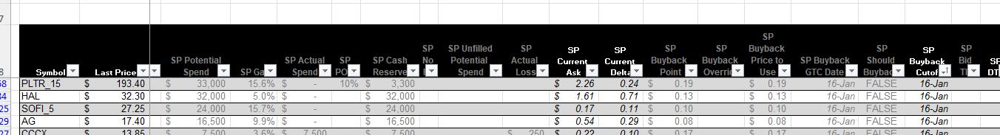 7
Symbol Last Price SP Potential Spend SP Ga SP Actual Spend SP PO SP Cash Reserve SP No SP Unfilled Potential Spend SP Actual Loss SP Current Ask SP Current Delta SP Buyback Point SP Buyback Overrid SP Buyback Price to Use SP Buyback GTC Date SP Should Buybac SP Buyback Cutof SP Bid SP DT
PLTR_15 $ 193.40 $ 33,000 15.6% $ - 10% $ 3,300 $ 2.26 0.24 $ 0.19 $ 0.19 16-Jan FALSE 16-Jan
HAL $ 32.30 $ 32,000 5.0% $ - $ 32,000 $ 1.61 0.71 $ 0.13 $ 0.13 16-Jan FALSE 16-Jan
SOFI_5 $ 27.25 $ 24,000 15.7% $ - $ 24,000 $ 0.17 0.11 $ 0.10 $ 0.10 16-Jan FALSE 16-Jan
AG $ 17.40 $ 16,500 9.9% $ - $ 16,500 $ 0.54 0.29 $ 0.08 $ 0.08 16-Jan FALSE 16-Jan
CCCX $ 13.85 $ 7,500 3.6% $ 7,500 $ 7,500 $ 250 $ 0.22 0.10 $ 0.17 $ 0.17 16-Jan FALSE 16-Jan